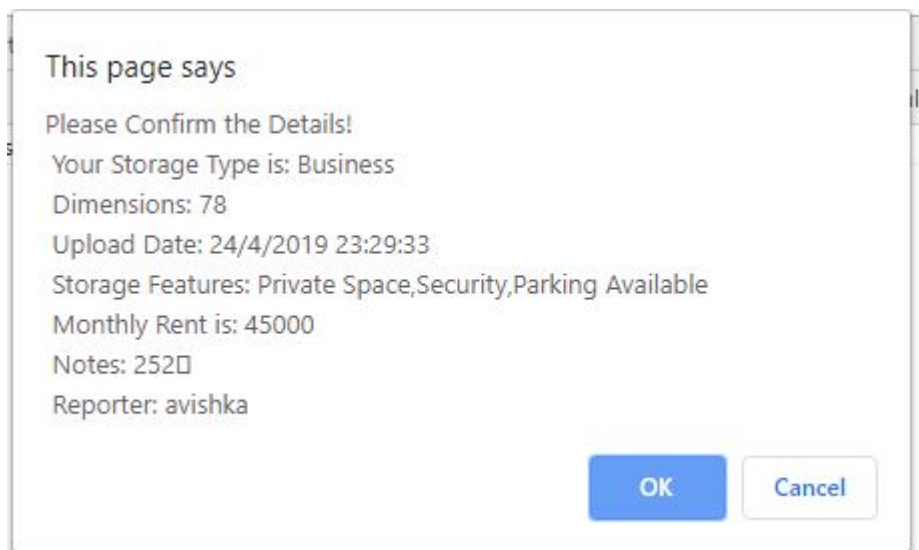 This page says
Please Confirm the Details!
Your Storage Type is: Business
Dimensions: 78
Upload Date: 24/4/2019 23:29:33
Storage Features: Private Space,Security,Parking Available
Monthly Rent is: 45000
Notes: 252▯
Reporter: avishka
OK Cancel